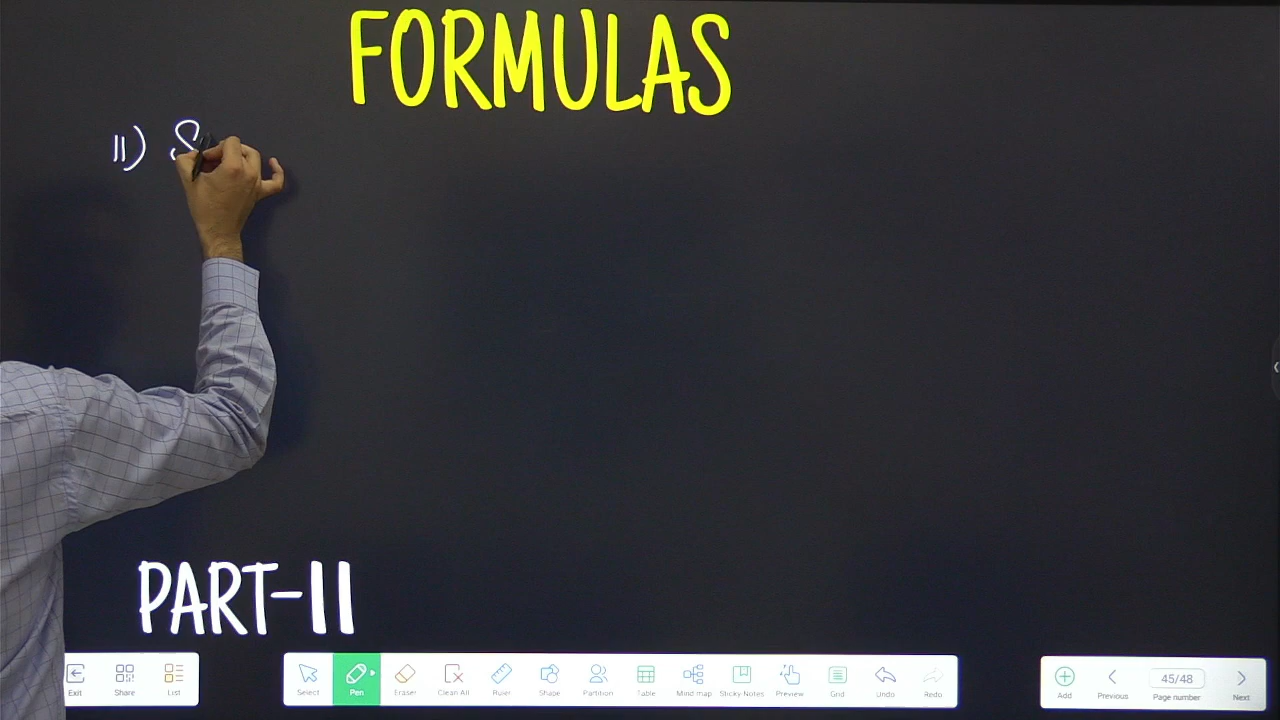 FORMULAS
11) S
PART-II
Exit Share List Select Pen Eraser Clean All Ruler Shape Partition Table Mind map Sticky-Notes Preview Grid Undo Redo Add Previous 45/48 Page number Next